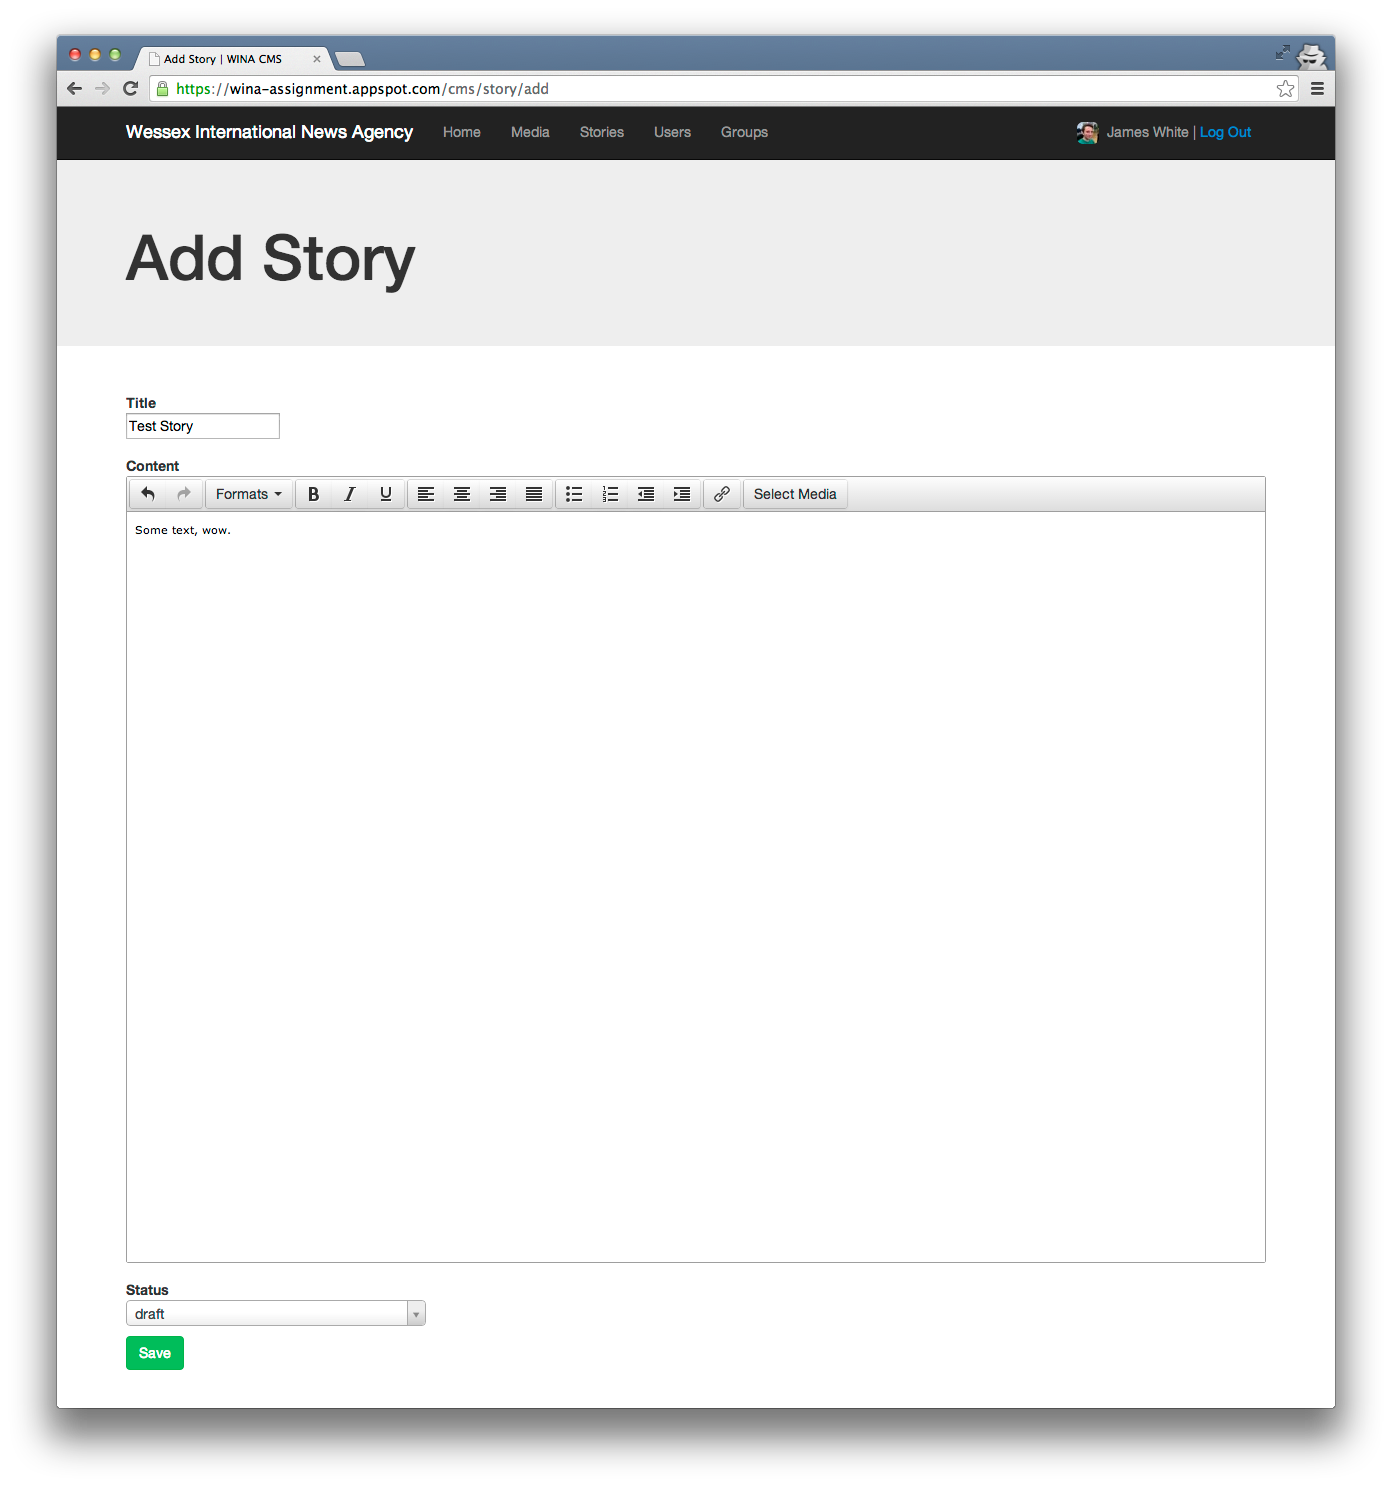 Add Story | WINA CMS
https://wina-assignment.appspot.com/cms/story/add
Wessex International News Agency Home Media Stories Users Groups James White | Log Out
Add Story
Title
Test Story
Content
Formats B I U Select Media
Some text, wow.
Status
draft
Save